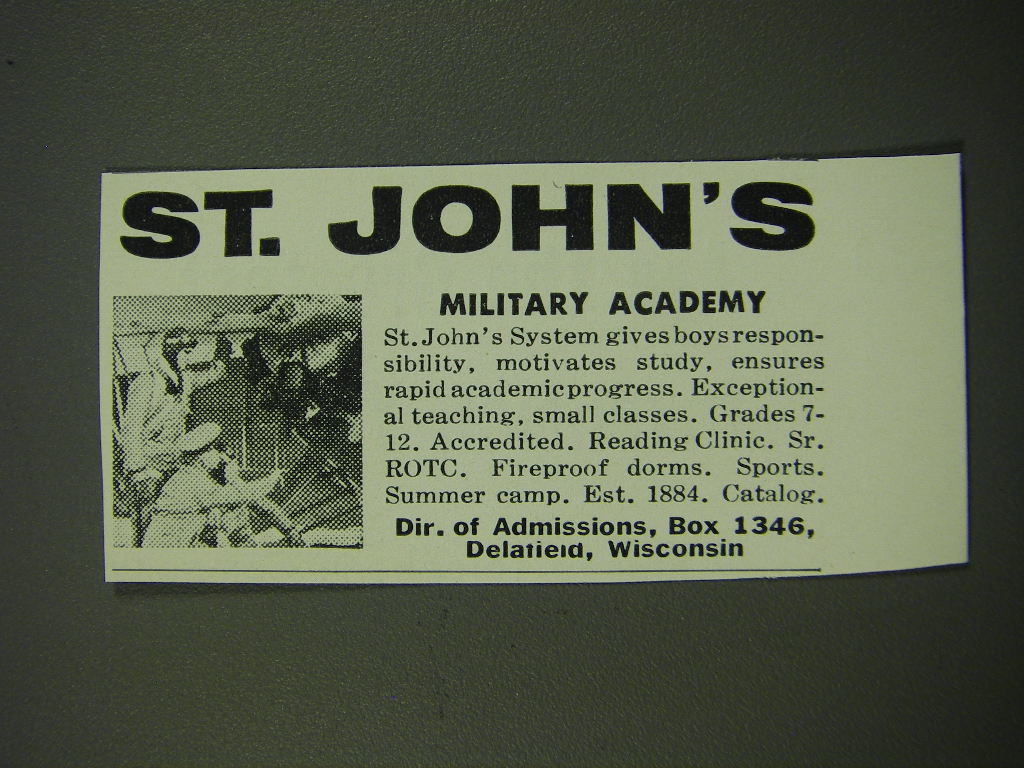 ST. JOHN'S
MILITARY ACADEMY
St. John's System gives boys respon-
sibility, motivates study, ensures
rapid academic progress. Exception-
al teaching, small classes. Grades 7-
12. Accredited. Reading Clinic. Sr.
ROTC. Fireproof dorms. Sports.
Summer camp. Est. 1884. Catalog.
Dir. of Admissions, Box 1346,
Delafield, Wisconsin